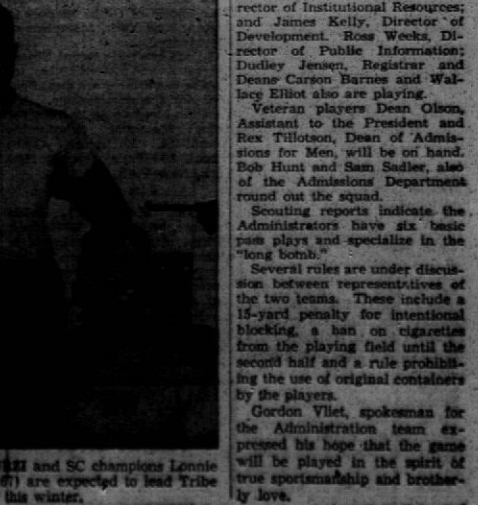 rector of Institutional Resources;
and James Kelly, Director of
Development. Ross Weeks, Di-
rector of Public Information;
Dudley Jensen, Registrar and
Deans Carson Barnes and Wal-
lace Elliot also are playing.
Veteran players Dean Olson,
Assistant to the President and
Rex Tillotson, Dean of Admis-
sions for Men, will be on hand.
Bob Hunt and Sam Sadler, also
of the Admissions Department
round out the squad.
Scouting reports indicate the
Administrators have six basic
pass plays and specialize in the
"long bomb."
Several rules are under discus-
sion between representatives of
the two teams. These include a
15-yard penalty for intentional
blocking, a ban on cigarettes
from the playing field until the
second half and a rule prohibit-
ing the use of original containers
by the players.
Gordon Vliet, spokesman for
the Administration team ex-
pressed his hope that the game
will be played in the spirit of
true sportsmanship and brother-
ly love.
and SC champions Lonnie
are expected to lead Tribe
this winter.